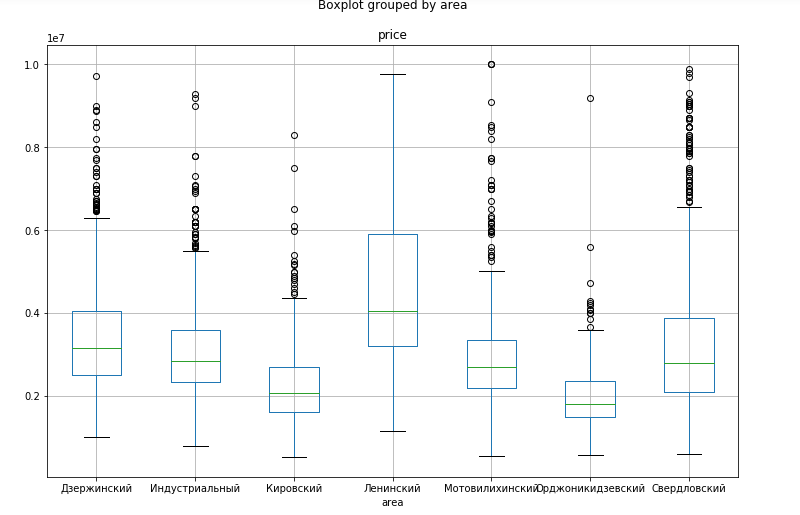 Boxplot grouped by area
price
1e7
1.0
0.8
0.6
0.4
0.2
Дзержинский Индустриальный Кировский Ленинский Мотовилихинский Орджоникидзевский Свердловский
area